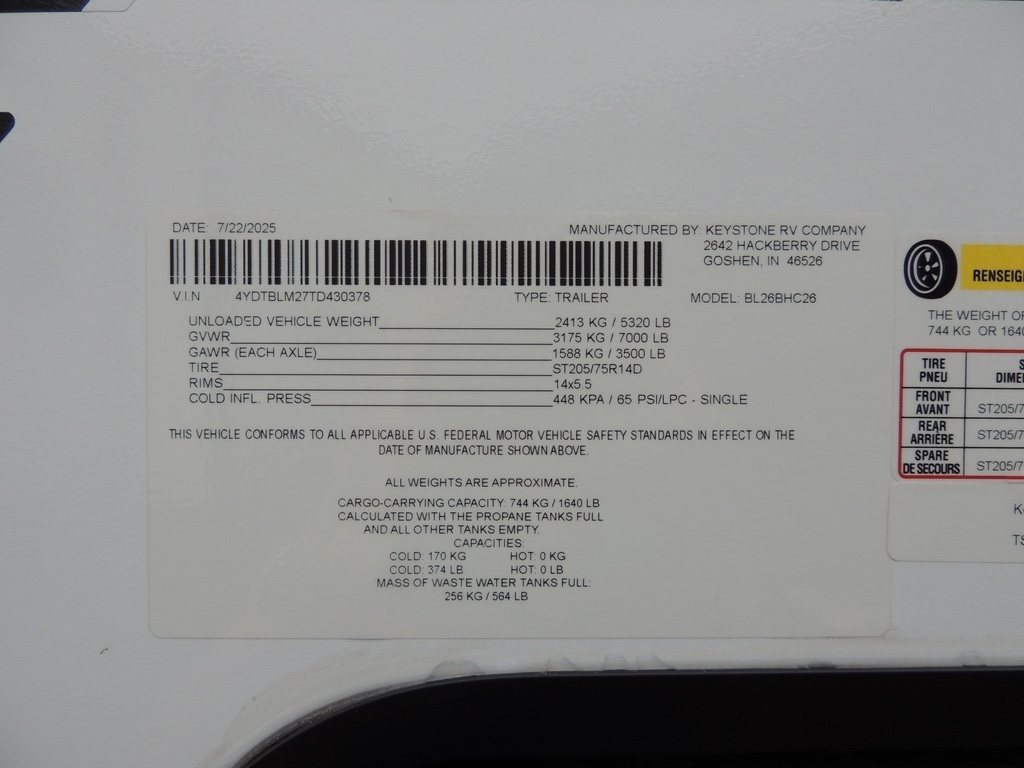 DATE: 7/22/2025
MANUFACTURED BY: KEYSTONE RV COMPANY
2642 HACKBERRY DRIVE
GOSHEN, IN 46526
V.I.N 4YDTBLM27TD430378 TYPE: TRAILER MODEL: BL26BHC26
UNLOADED VEHICLE WEIGHT 2413 KG / 5320 LB
GVWR 3175 KG / 7000 LB
GAWR (EACH AXLE) 1588 KG / 3500 LB
TIRE ST205/75R14D
RIMS 14x5.5
COLD INFL. PRESS 448 KPA / 65 PSI/LPC - SINGLE
THIS VEHICLE CONFORMS TO ALL APPLICABLE U.S. FEDERAL MOTOR VEHICLE SAFETY STANDARDS IN EFFECT ON THE
DATE OF MANUFACTURE SHOWN ABOVE.
ALL WEIGHTS ARE APPROXIMATE.
CARGO-CARRYING CAPACITY: 744 KG / 1640 LB
CALCULATED WITH THE PROPANE TANKS FULL
AND ALL OTHER TANKS EMPTY.
CAPACITIES:
COLD: 170 KG HOT: 0 KG
COLD: 374 LB HOT: 0 LB
MASS OF WASTE WATER TANKS FULL:
256 KG / 564 LB
THE WEIGHT
744 KG OR 1640
TIRE
PNEU
FRONT
AVANT ST205/7
REAR
ARRIÈRE ST205/7
SPARE
DE SECOURS ST205/7